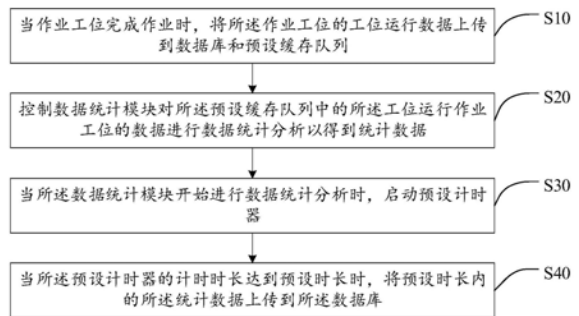 当作业工位完成作业时，将所述作业工位的工位运行数据上传
到数据库和预设缓存队列
S10
控制数据统计模块对所述预设缓存队列中的所述工位运行作业
工位的数据进行数据统计分析以得到统计数据
S20
当所述数据统计模块开始进行数据统计分析时，启动预设计时
器
S30
当所述预设计时器的计时时长达到预设时长时，将预设时长内
的所述统计数据上传到所述数据库
S40